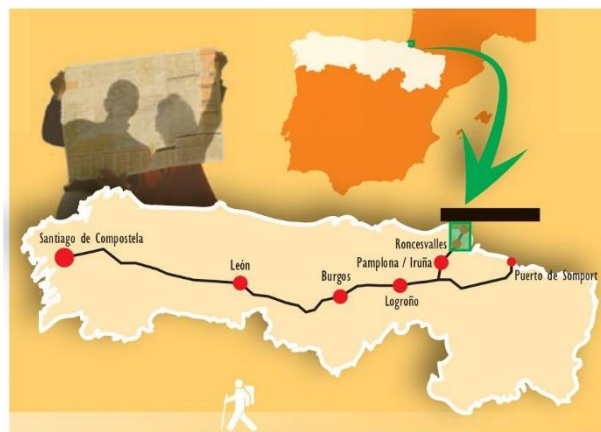 Santiago de Compostela
León
Burgos
Logroño
Pamplona / Iruña
Roncesvalles
Puerto de Somport